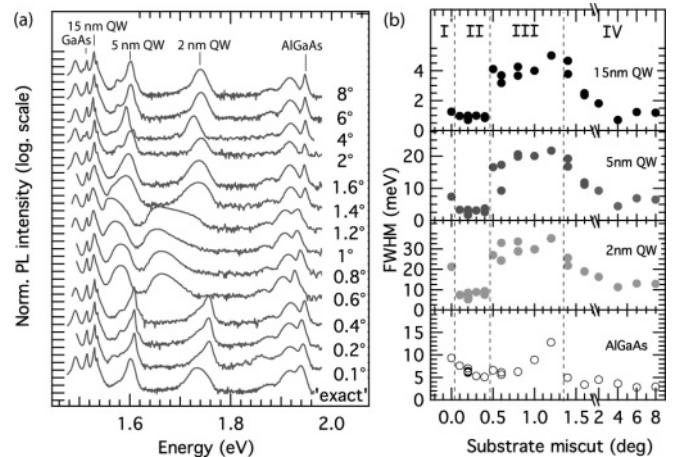 (a)
15 nm QW
GaAs
5 nm QW
2 nm QW
AlGaAs
8°
6°
4°
2°
1.6°
1.4°
1.2°
1°
0.8°
0.6°
0.4°
0.2°
0.1°
'exact'
Norm. PL intensity (log. scale)
1.6
1.8
2.0
Energy (eV)
(b)
I
II
III
IV
15nm QW
4
2
0
5nm QW
20
10
0
2nm QW
30
20
10
0
AlGaAs
15
10
5
0
FWHM (meV)
0.0
0.5
1.0
1.5
2
4
6
8
Substrate miscut (deg)